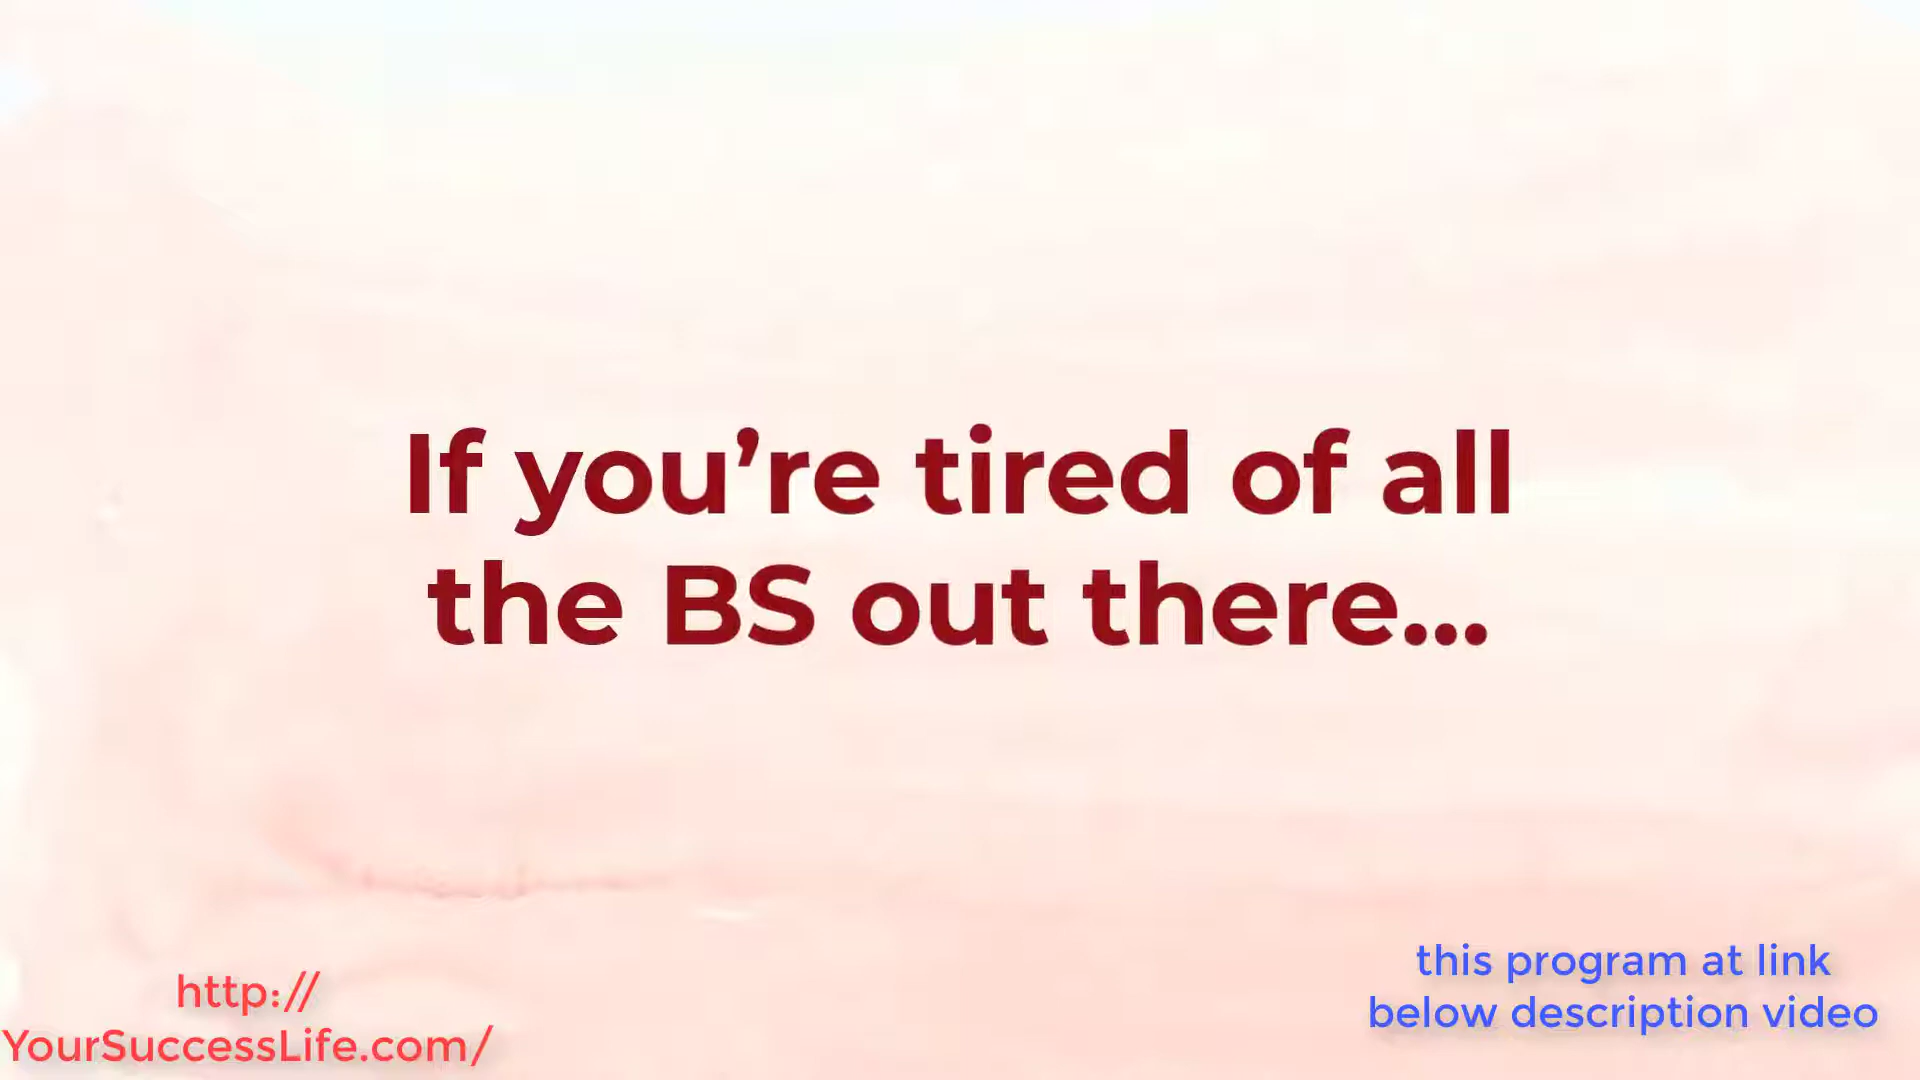 If you’re tired of all
the BS out there...
http://
YourSuccessLife.com/
this program at link
below description video